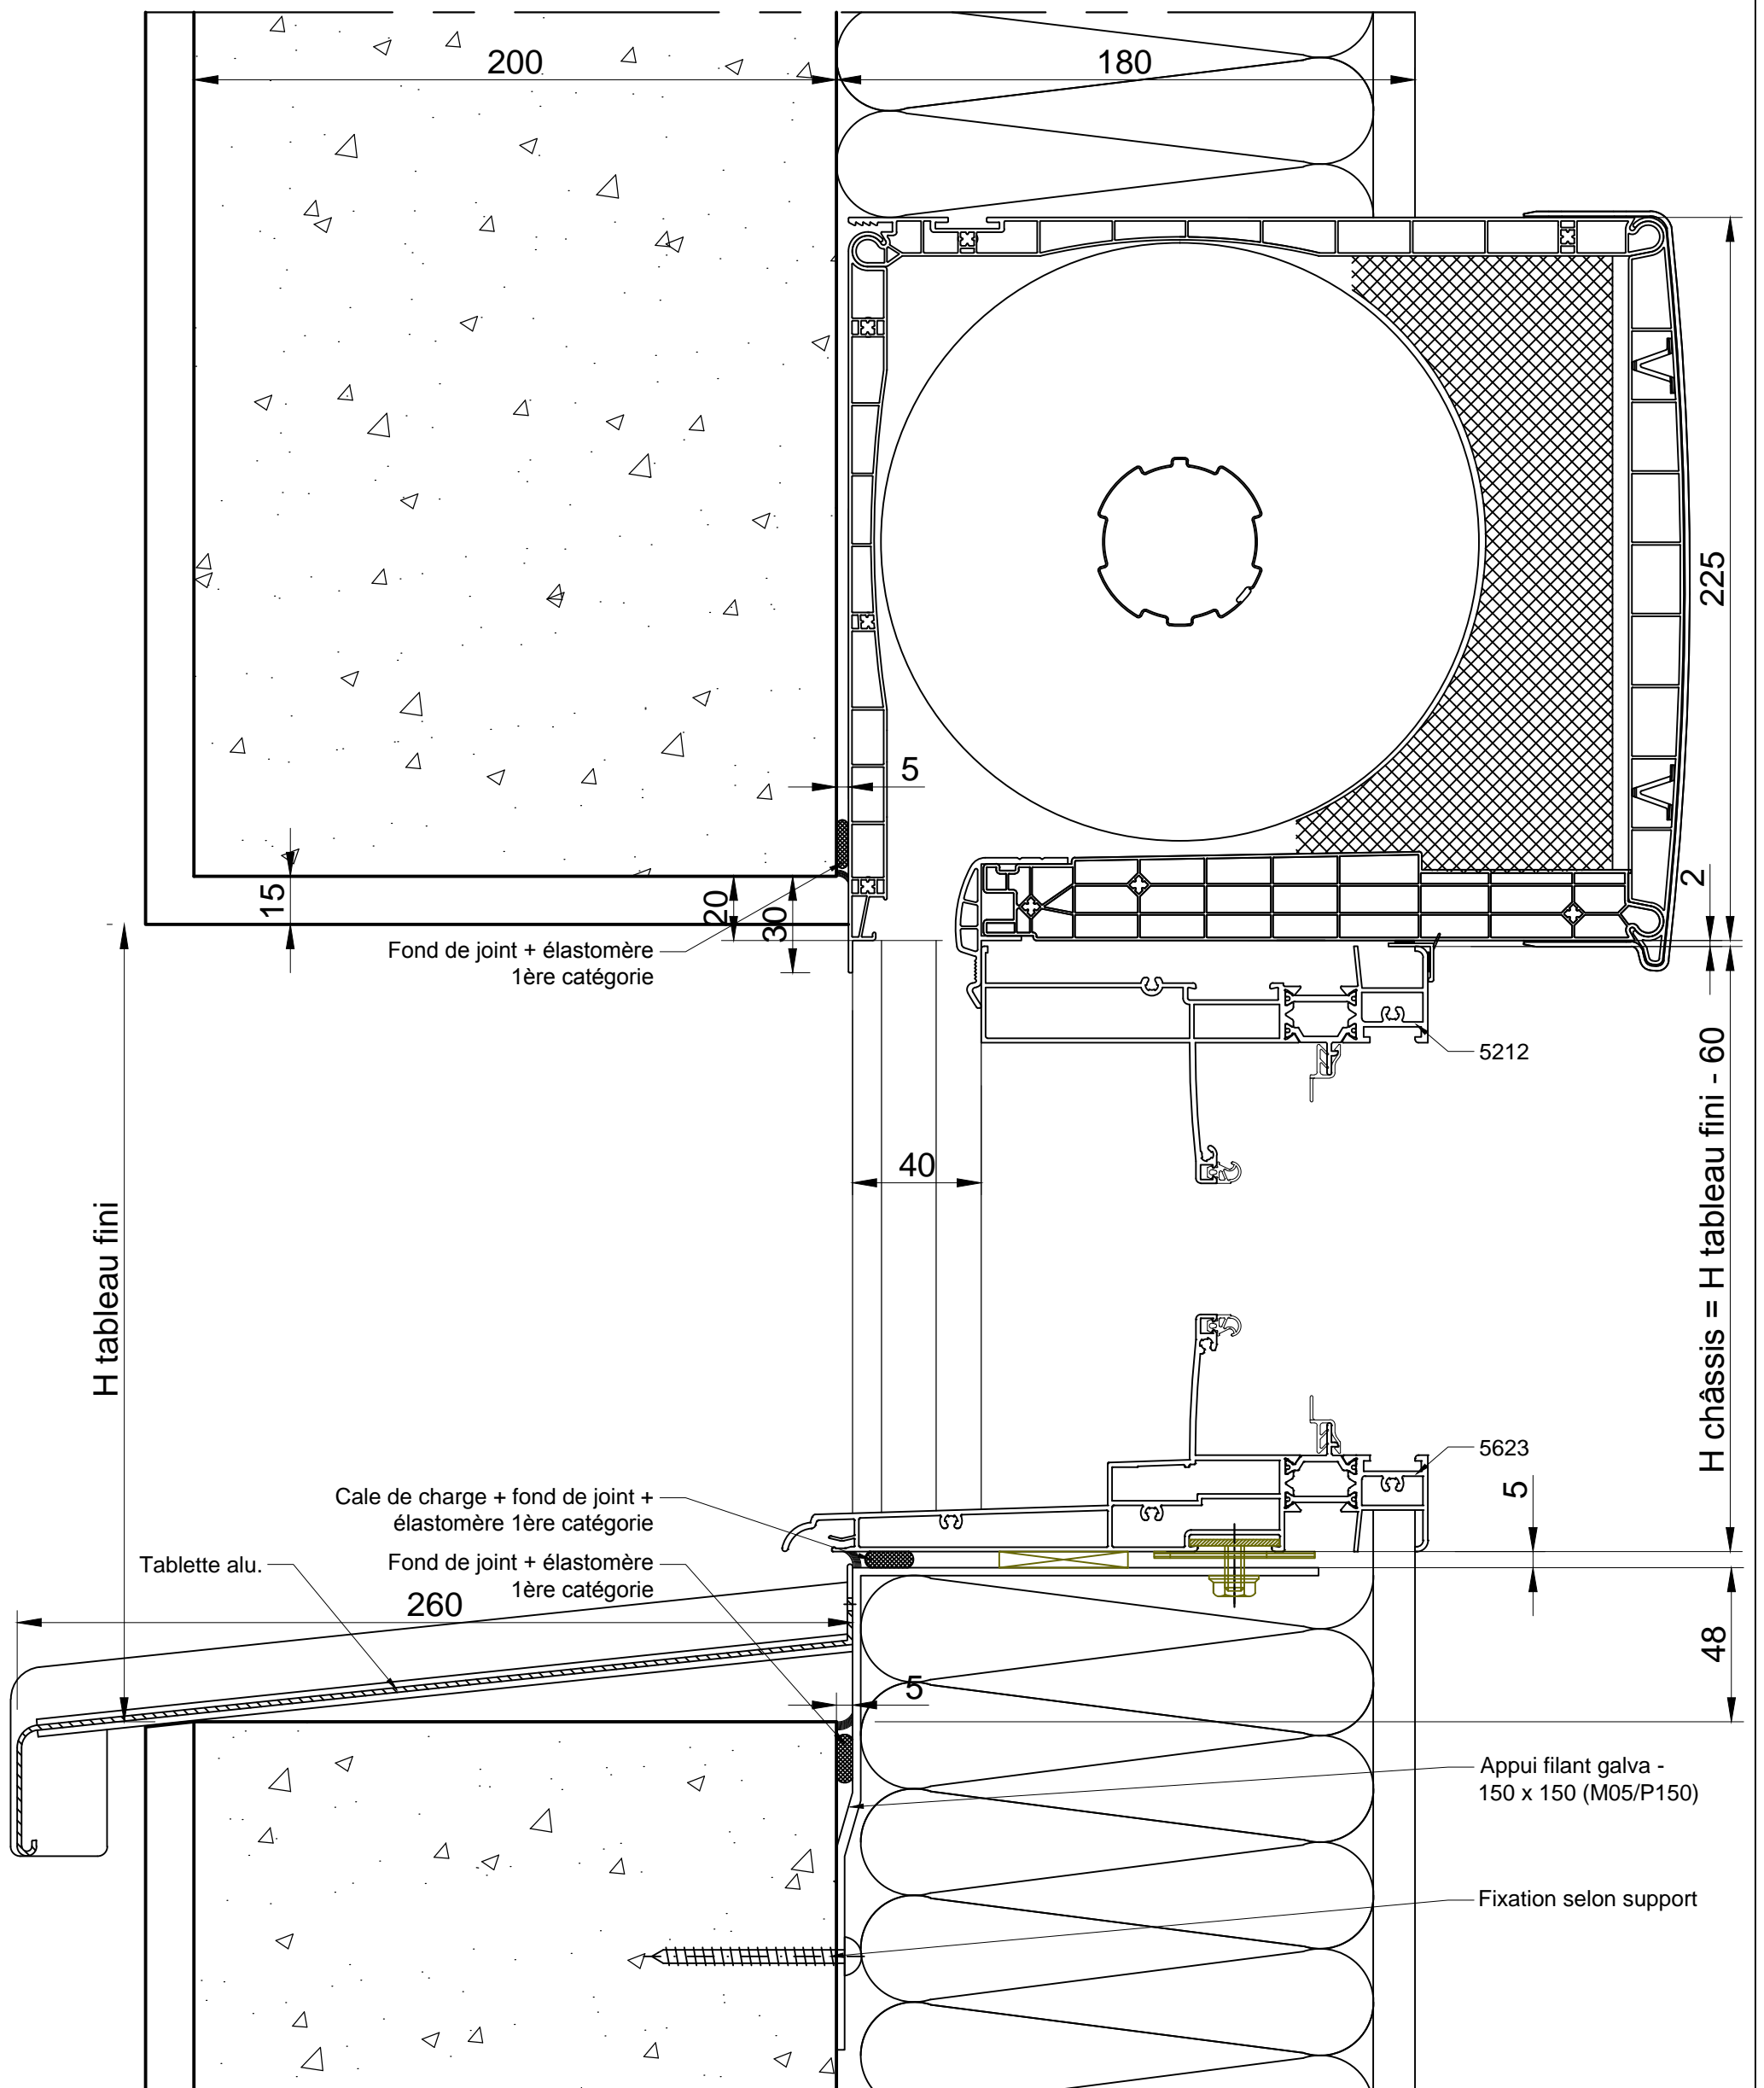 200
180
225
5
15
20
30
2
Fond de joint + élastomère
1ère catégorie
5212
40
H tableau fini
H châssis = H tableau fini - 60
5623
5
Cale de charge + fond de joint +
élastomère 1ère catégorie
Tablette alu.
Fond de joint + élastomère
1ère catégorie
260
48
5
Appui filant galva -
150 x 150 (M05/P150)
Fixation selon support